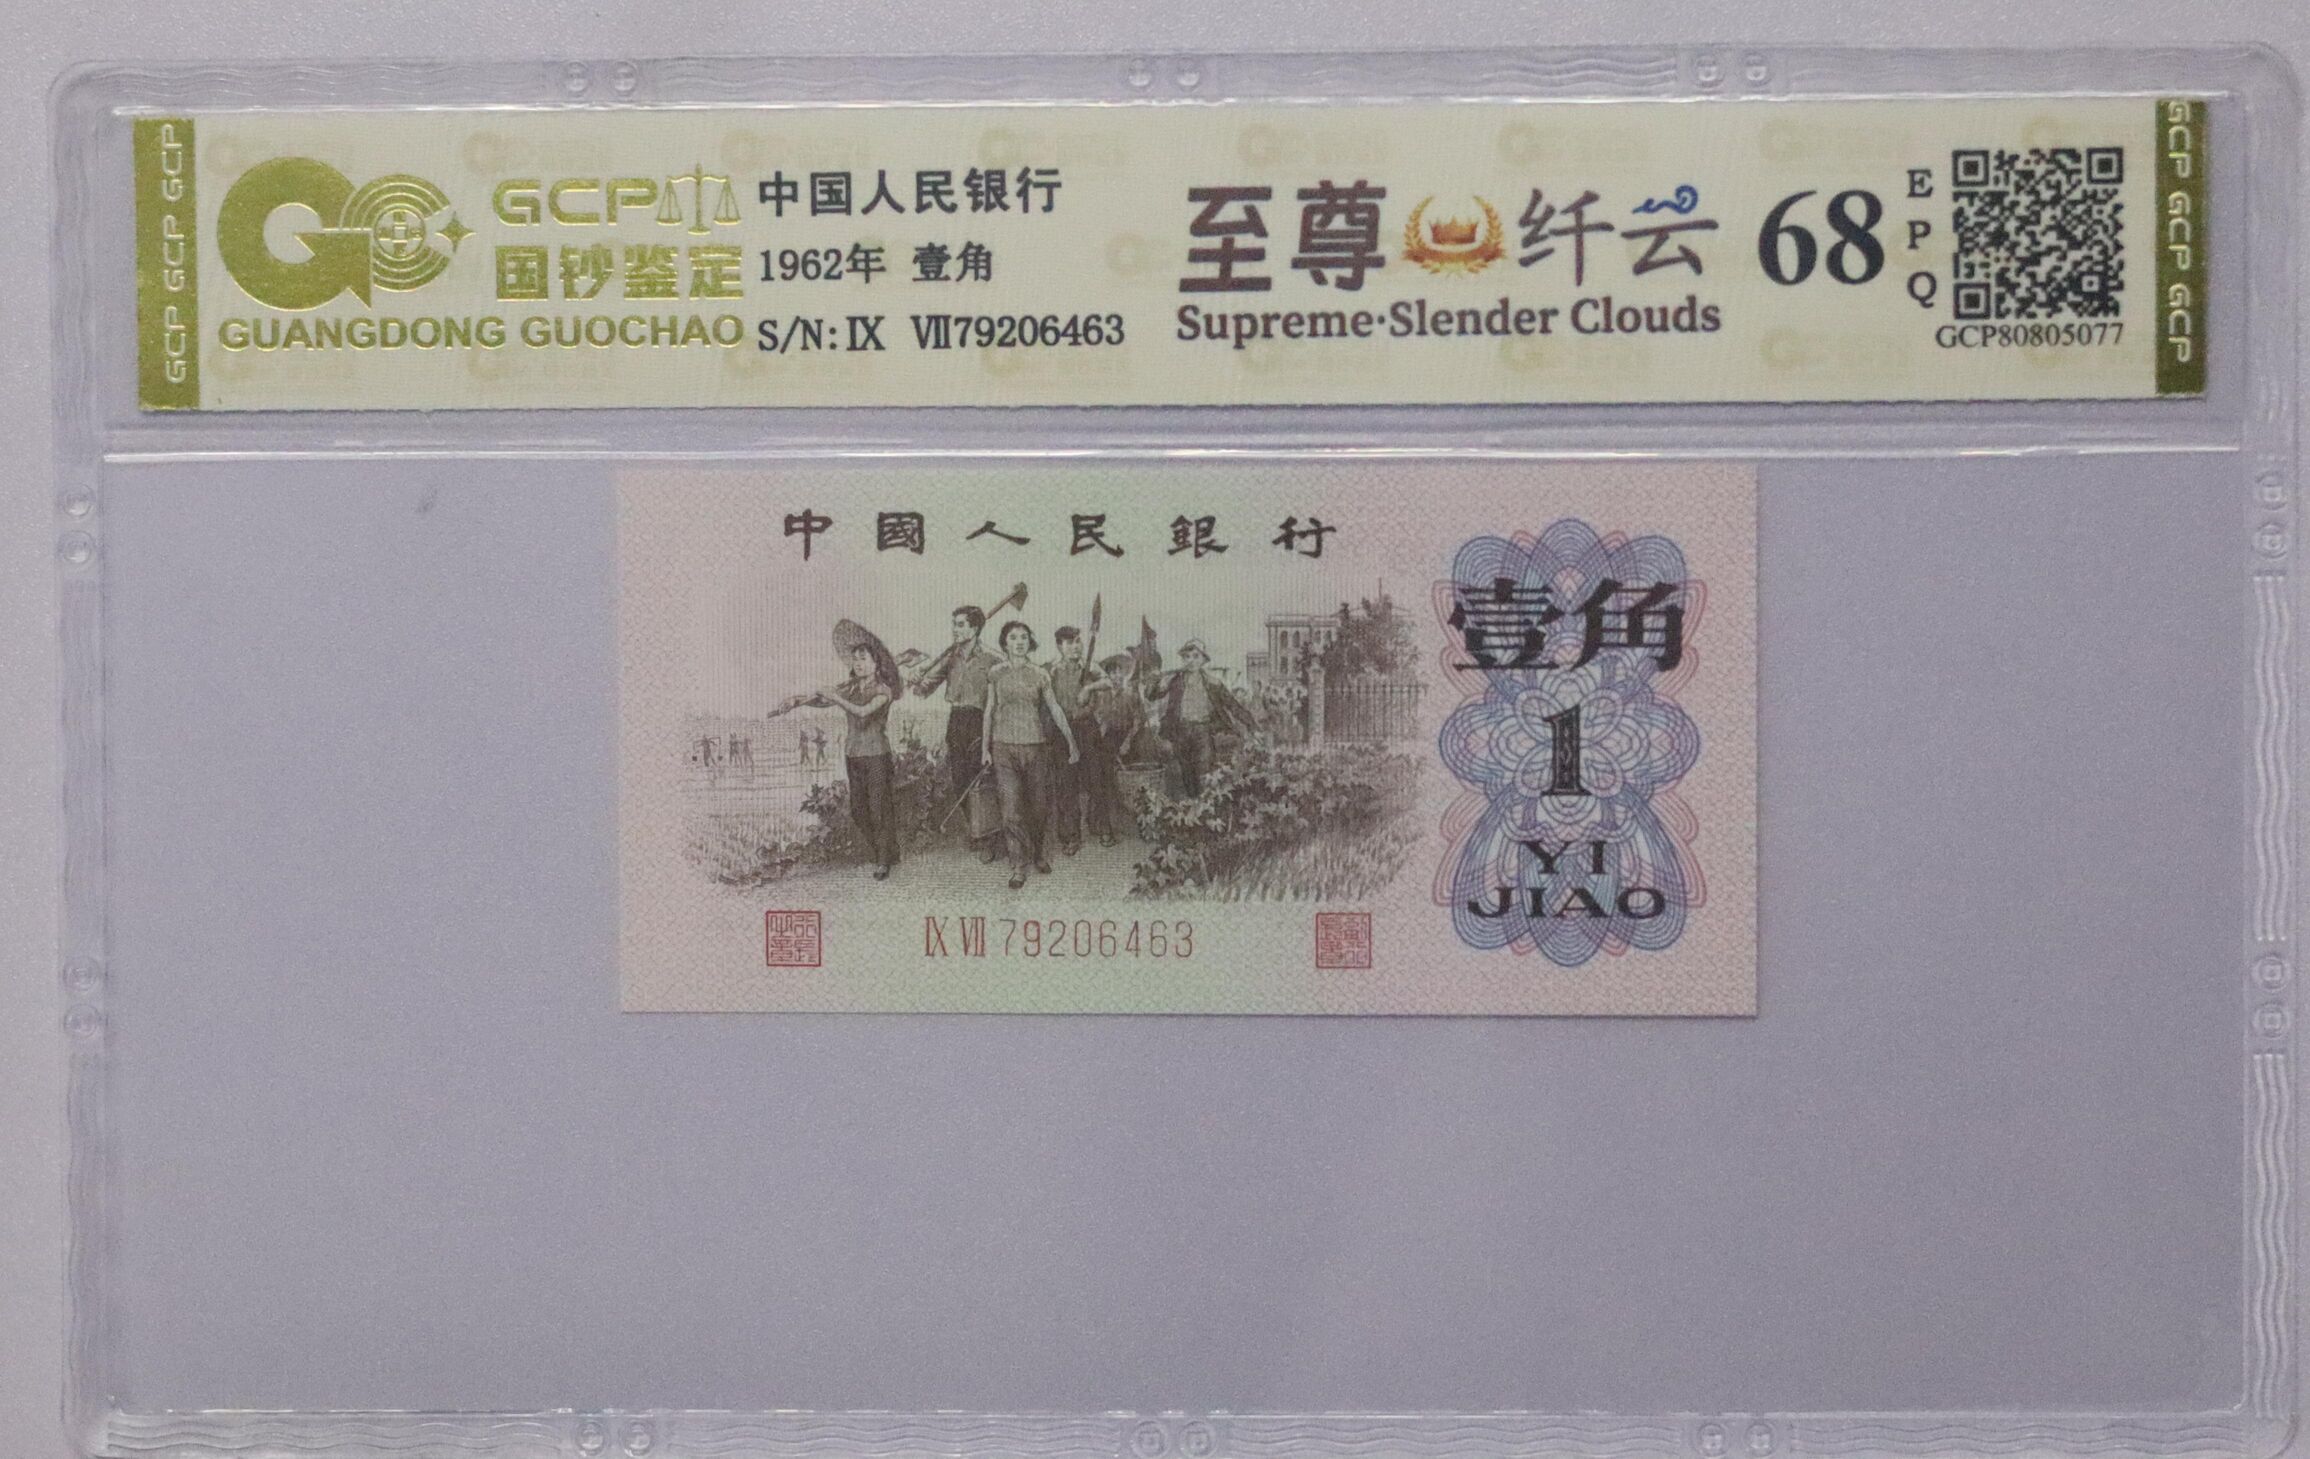 GCP GCP GCP
GCP
国钞鉴定
GUANGDONG GUOCHAO
中国人民银行
1962年 壹角
S/N: IX VII79206463
至尊 纤云
Supreme·Slender Clouds
68
EPQ
GCP80805077
GCP GCP GCP
中國人民銀行
壹角
1
YI
JIAO
IX VII 79206463